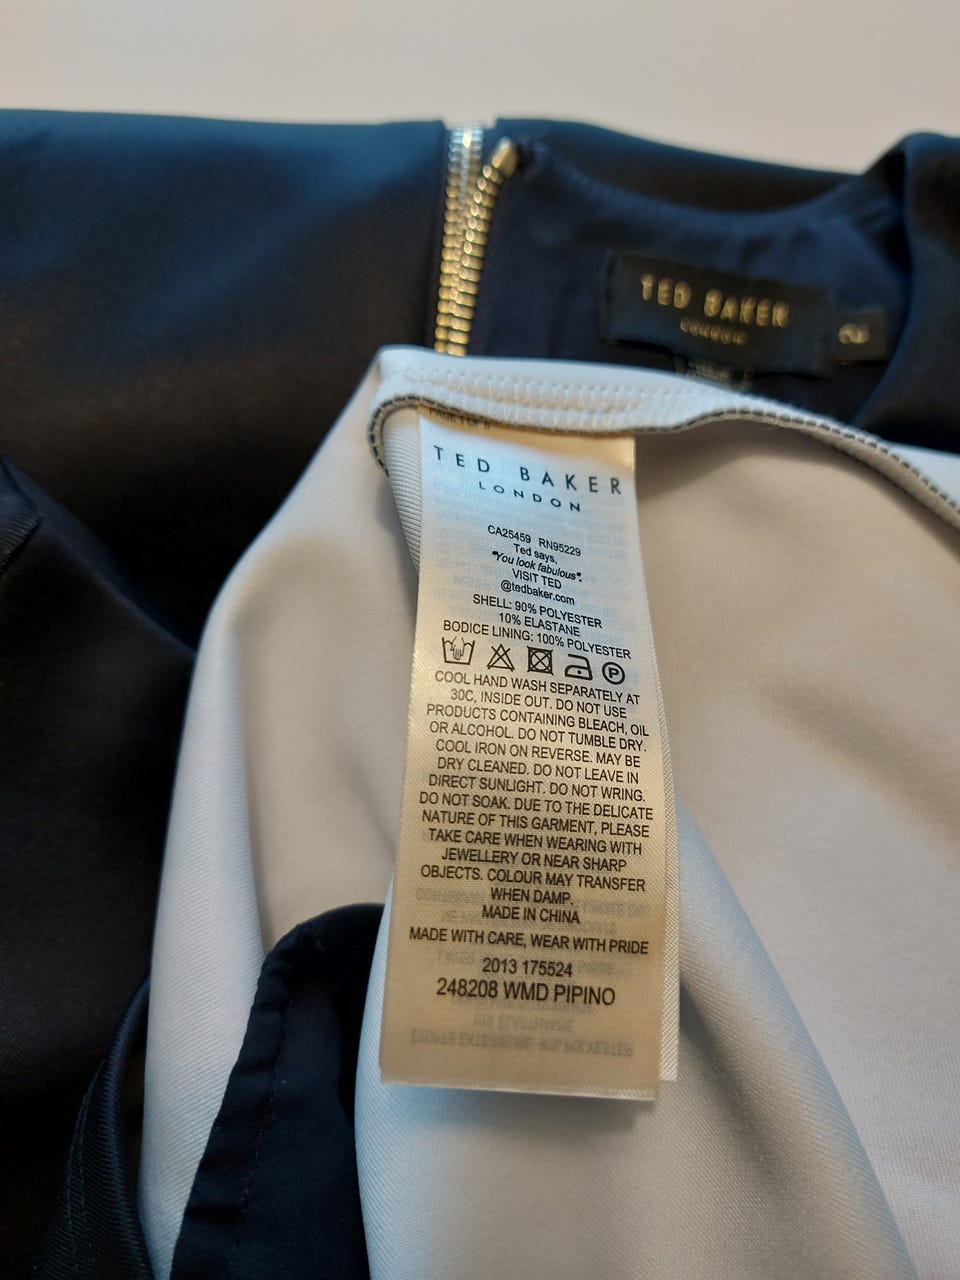 TED BAKER
LONDON
2
PAGE 1 OF 6
TED BAKER
LONDON
CA25459 RN95229
Ted says,
"You look fabulous".
VISIT TED
@tedbaker.com
SHELL: 90% POLYESTER
10% ELASTANE
BODICE LINING: 100% POLYESTER
P
COOL HAND WASH SEPARATELY AT
30C, INSIDE OUT. DO NOT USE
PRODUCTS CONTAINING BLEACH, OIL
OR ALCOHOL. DO NOT TUMBLE DRY.
COOL IRON ON REVERSE. MAY BE
DRY CLEANED. DO NOT LEAVE IN
DIRECT SUNLIGHT. DO NOT WRING.
DO NOT SOAK. DUE TO THE DELICATE
NATURE OF THIS GARMENT, PLEASE
TAKE CARE WHEN WEARING WITH
JEWELLERY OR NEAR SHARP
OBJECTS. COLOUR MAY TRANSFER
WHEN DAMP.
MADE IN CHINA
MADE WITH CARE, WEAR WITH PRIDE
2013 175524
248208 WMD PIPINO